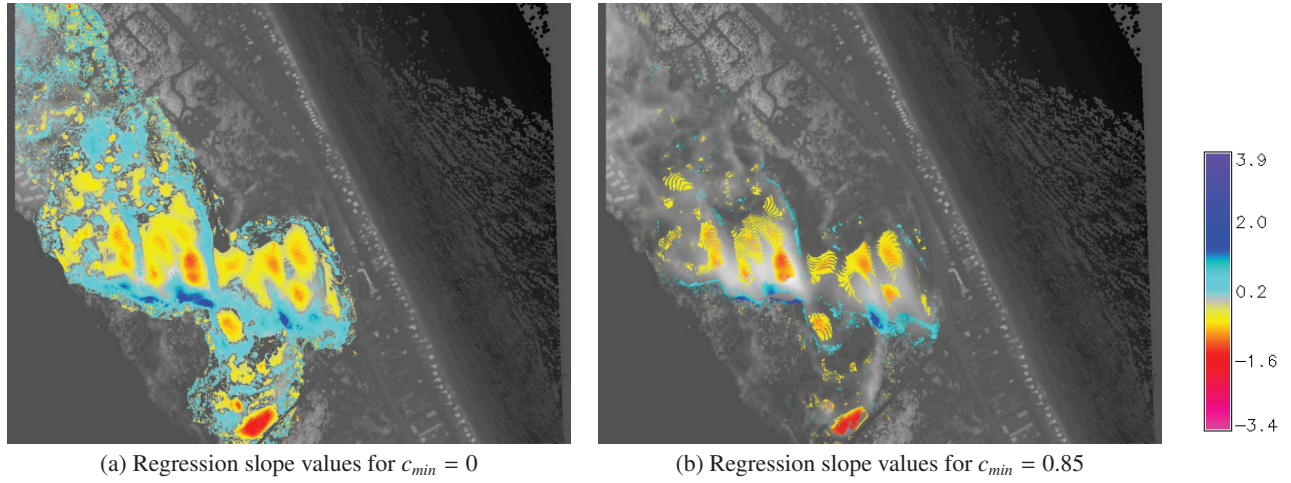 3.9
2.0
0.2
-1.6
-3.4
(a) Regression slope values for c_min = 0
(b) Regression slope values for c_min = 0.85